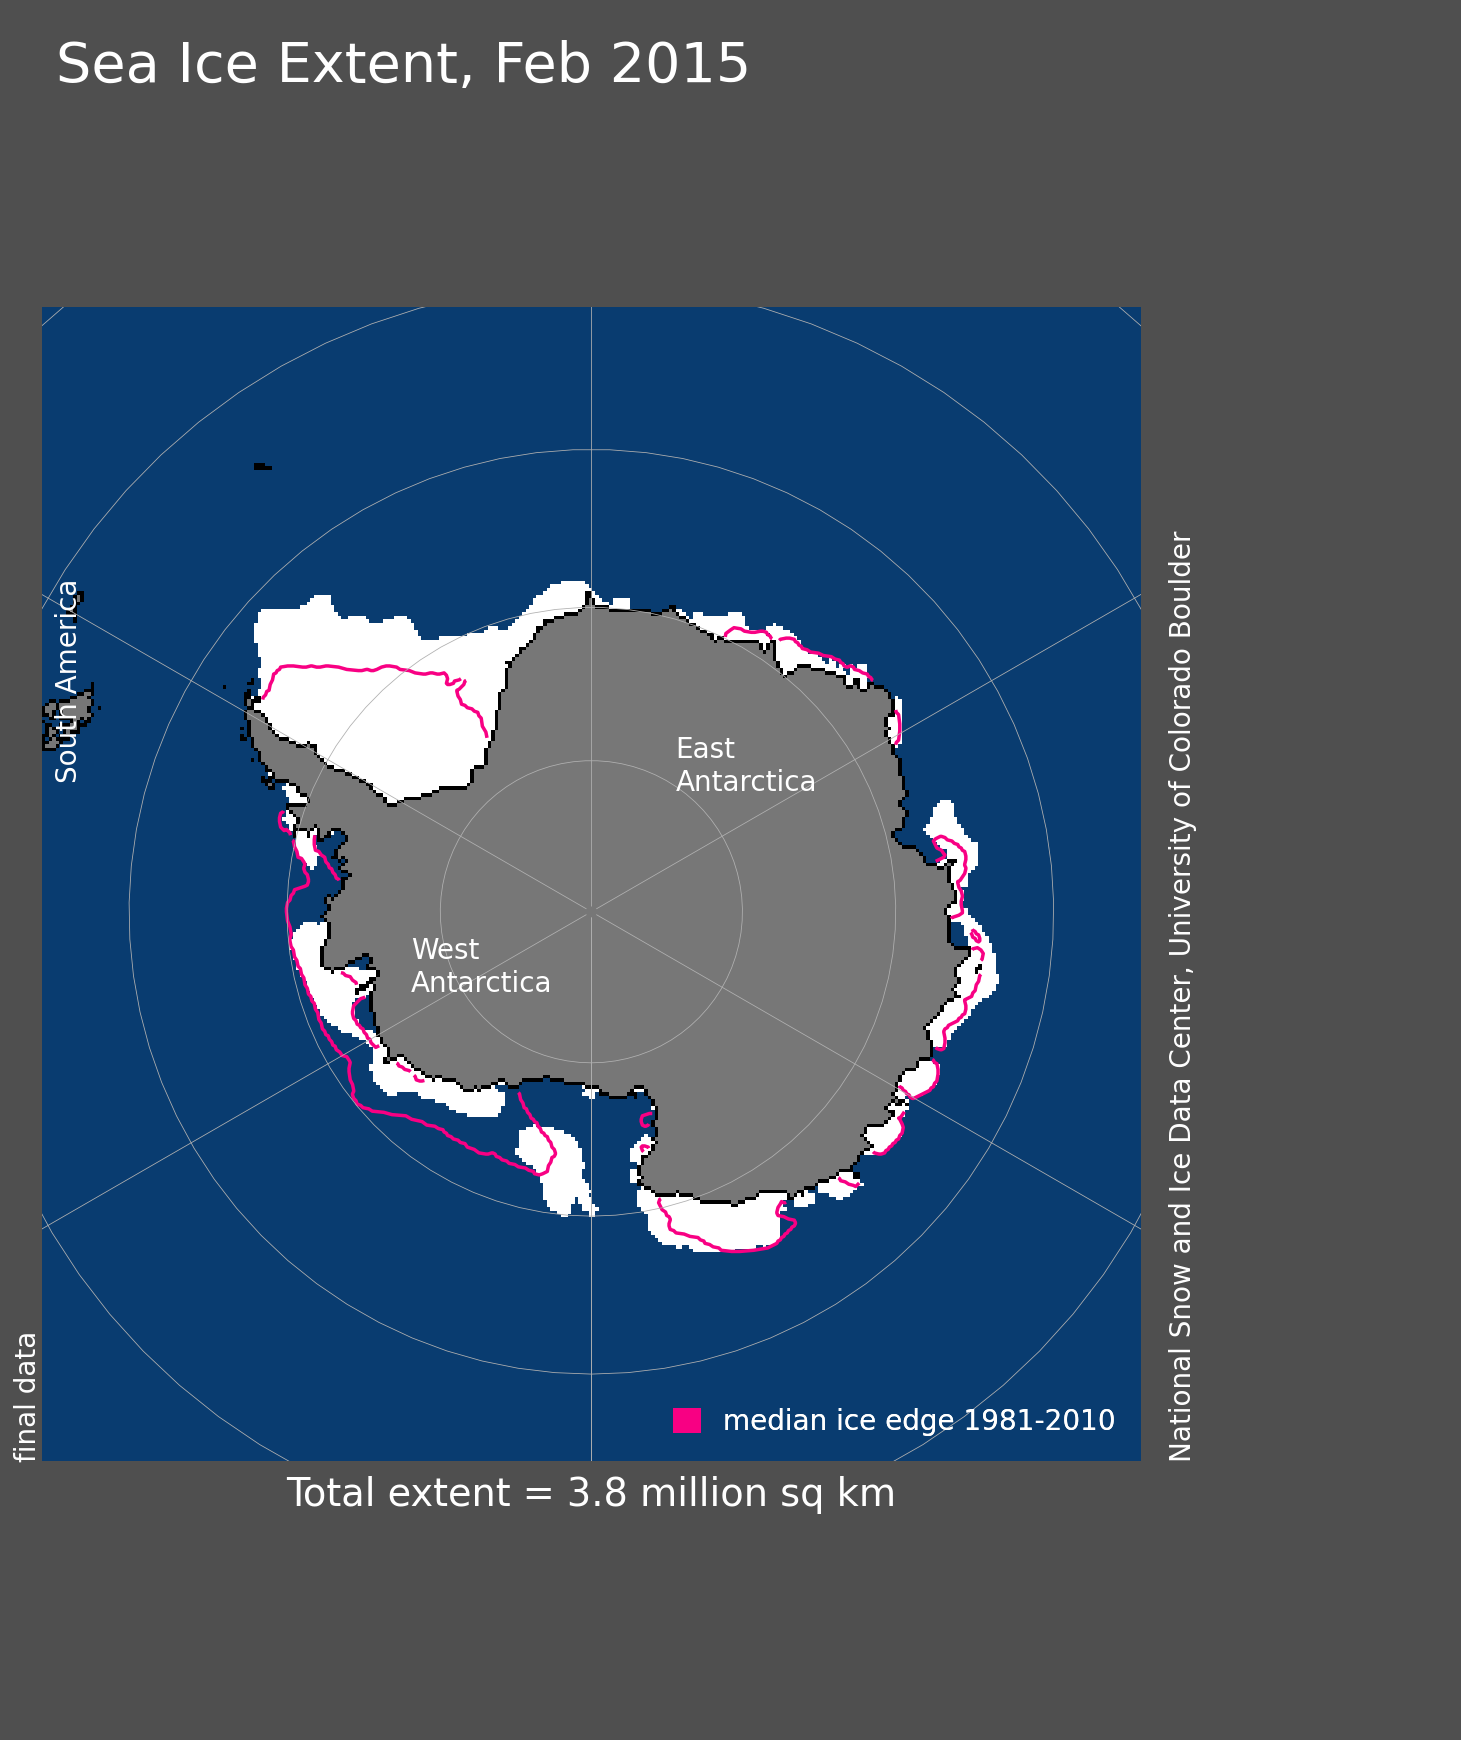 Sea Ice Extent, Feb 2015
South America
East
Antarctica
West
Antarctica
National Snow and Ice Data Center, University of Colorado Boulder
final data
median ice edge 1981-2010
Total extent = 3.8 million sq km